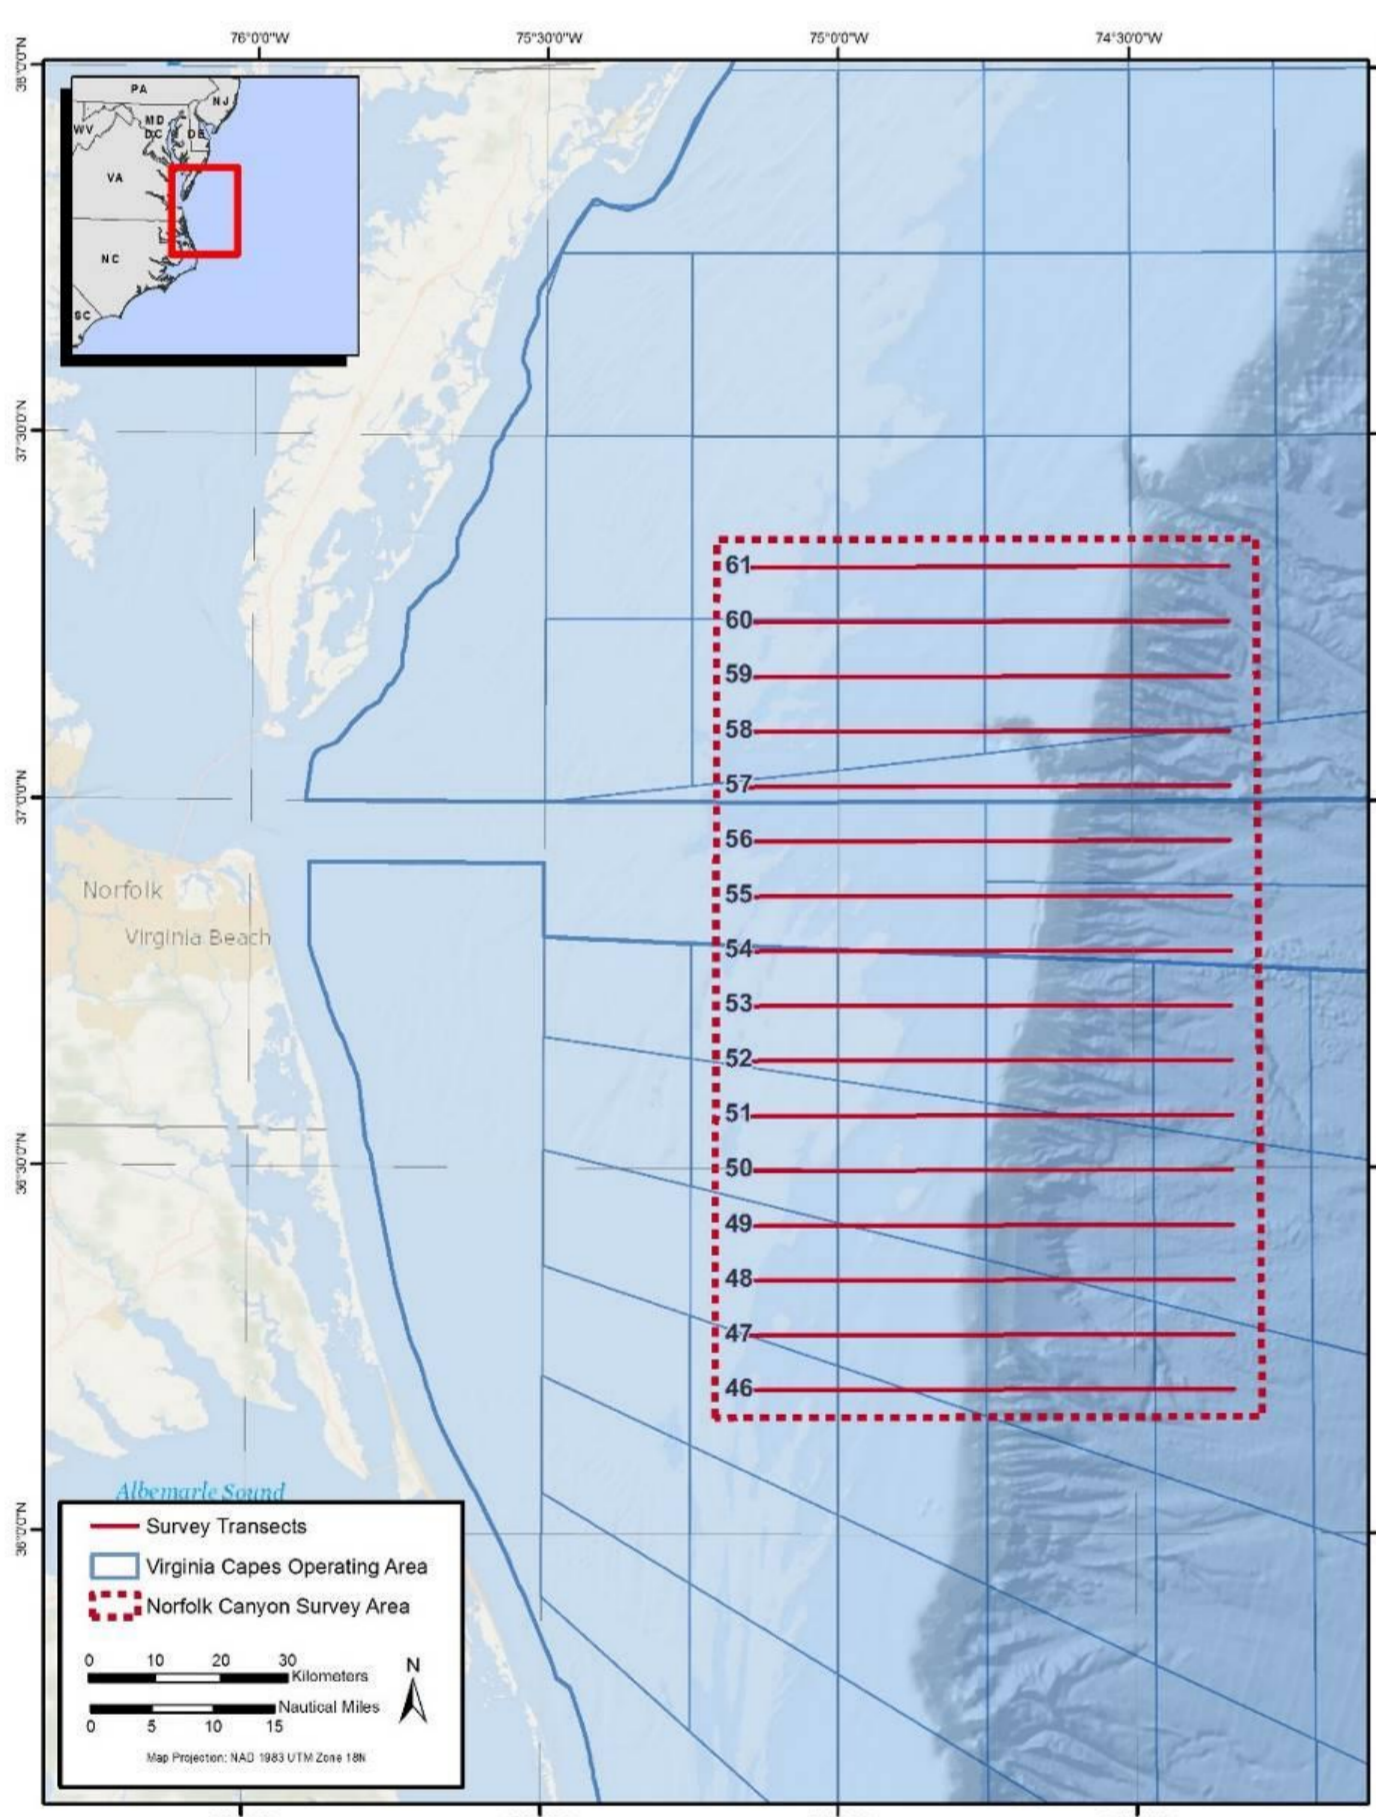 76°0'0"W 75°30'0"W 75°0'0"W 74°30'0"W
38°0'0"N
37°30'0"N
37°0'0"N
36°30'0"N
36°0'0"N
PA
NJ
MD
WV
DC
DE
VA
NC
SC
61
60
59
58
57
56
55
54
53
52
51
50
49
48
47
46
Norfolk
Virginia Beach
Albemarle Sound
Survey Transects
Virginia Capes Operating Area
Norfolk Canyon Survey Area
0 10 20 30
Kilometers
N
Nautical Miles
0 5 10 15
Map Projection: NAD 1983 UTM Zone 18N